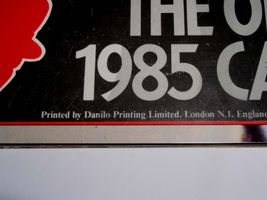 THE O
1985 CA
Printed by Danilo Printing Limited. London N.1. England